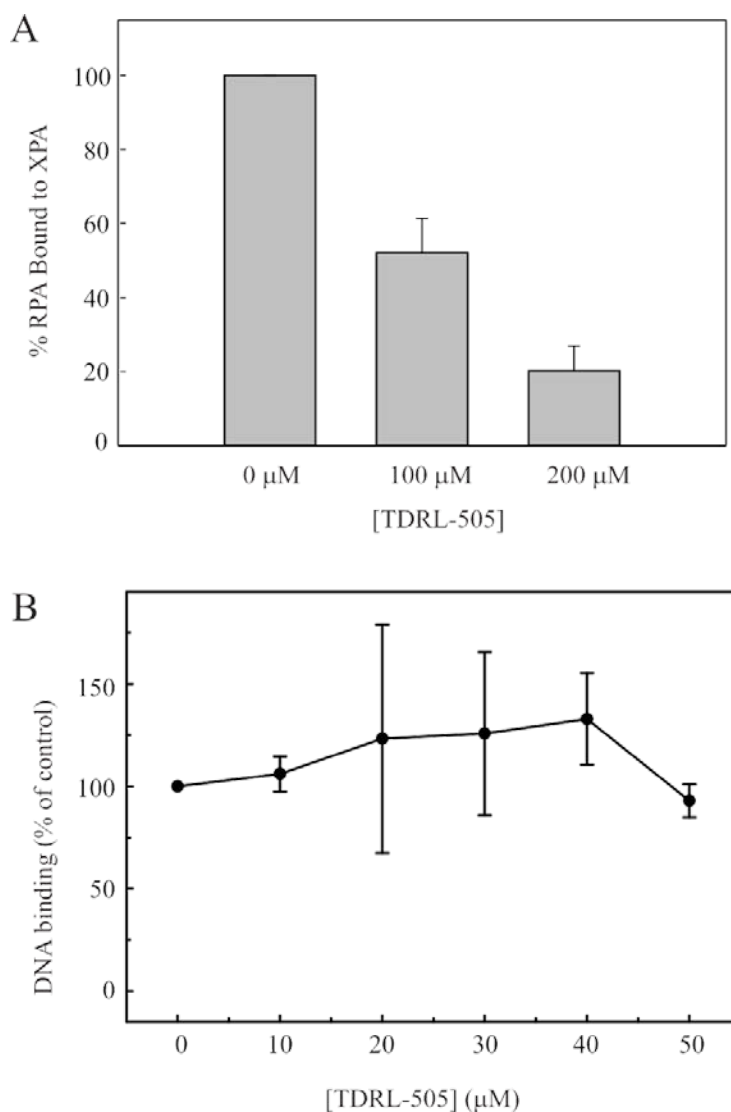 A
% RPA Bound to XPA
100
80
60
40
20
0
0 μM 100 μM 200 μM
[TDRL-505]
B
DNA binding (% of control)
150
100
50
0
0 10 20 30 40 50
[TDRL-505] (μM)